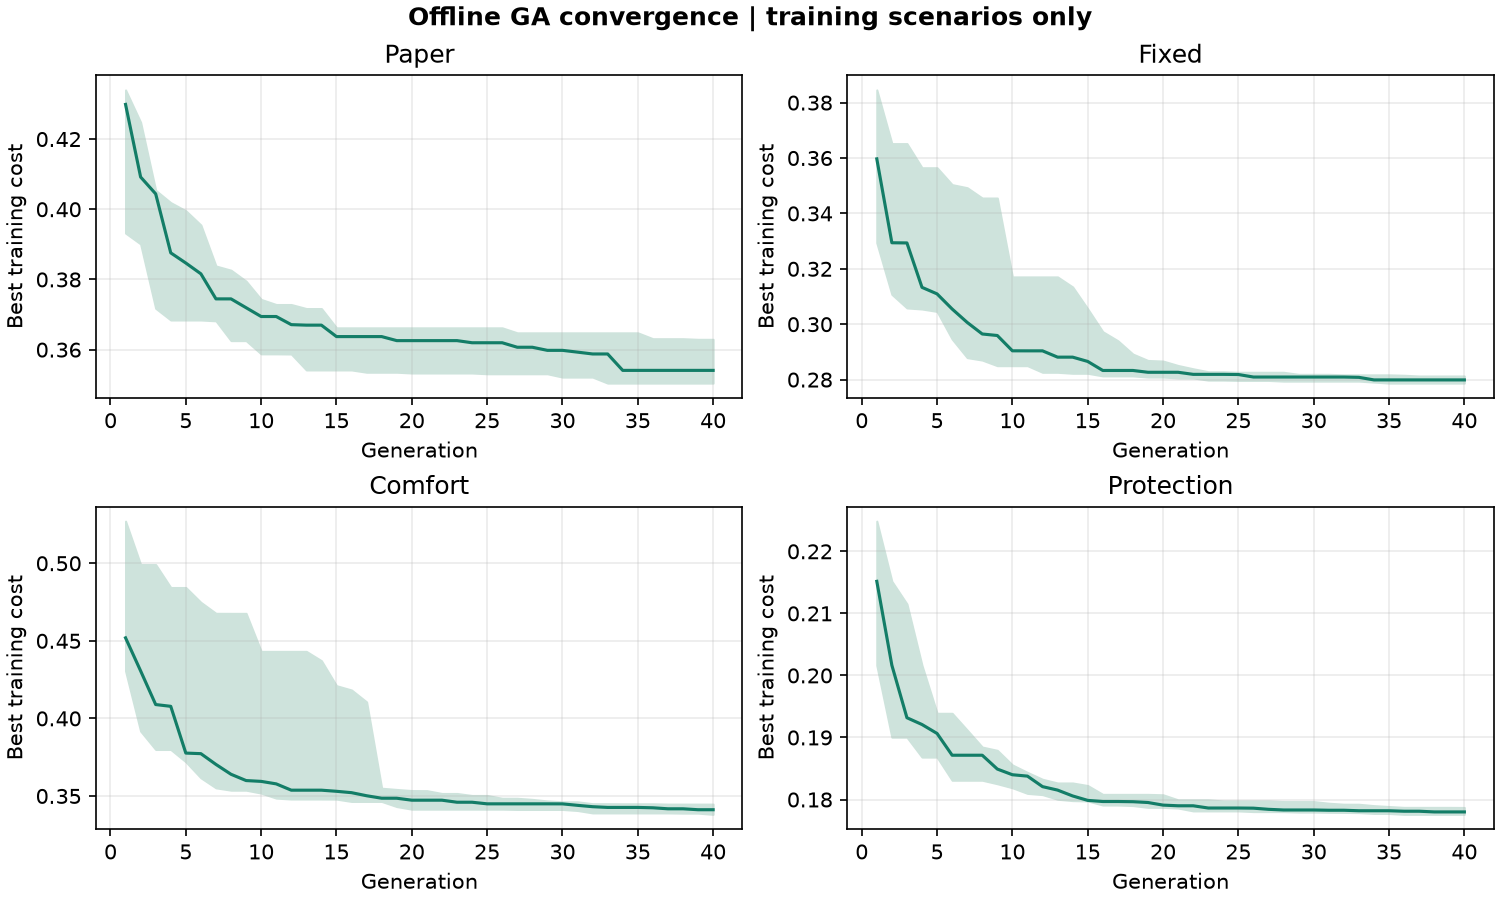 Offline GA convergence | training scenarios only
Paper
Best training cost
0.42
0.40
0.38
0.36
0 5 10 15 20 25 30 35 40
Generation
Fixed
Best training cost
0.38
0.36
0.34
0.32
0.30
0.28
0 5 10 15 20 25 30 35 40
Generation
Comfort
Best training cost
0.50
0.45
0.40
0.35
0 5 10 15 20 25 30 35 40
Generation
Protection
Best training cost
0.22
0.21
0.20
0.19
0.18
0 5 10 15 20 25 30 35 40
Generation